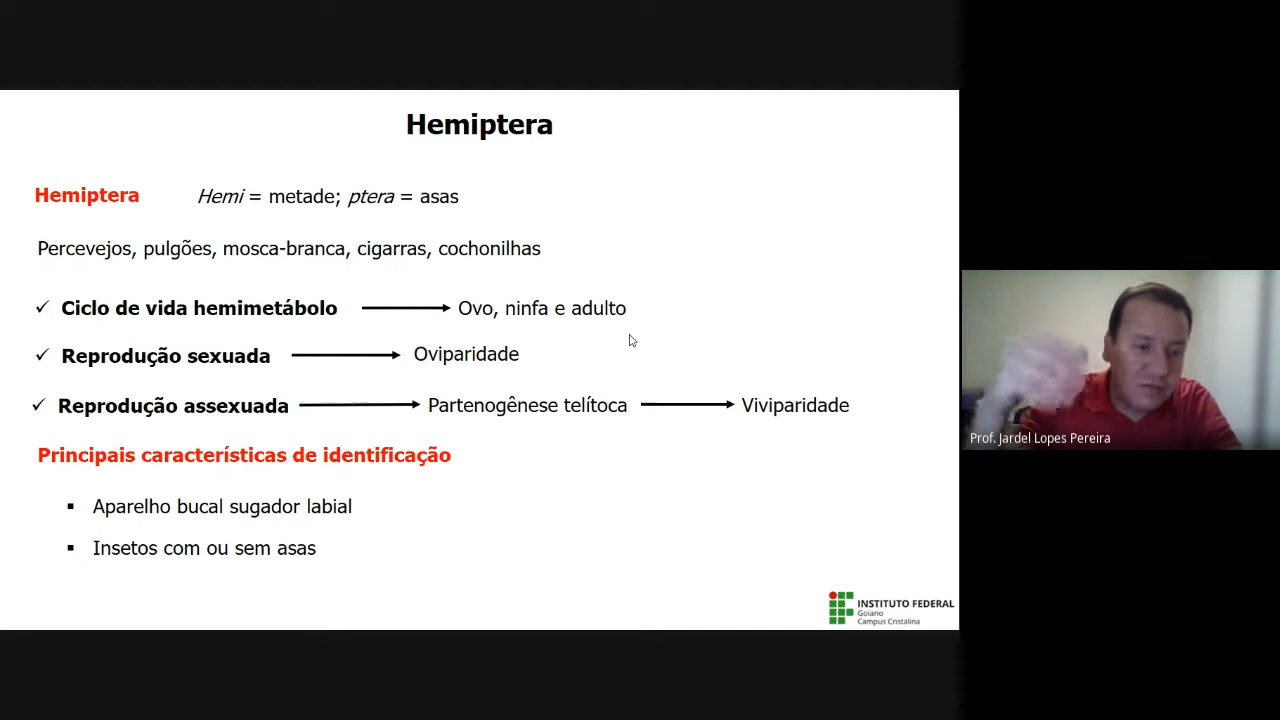 Hemiptera
Hemiptera Hemi = metade; ptera = asas
Percevejos, pulgões, mosca-branca, cigarras, cochonilhas
✓ Ciclo de vida hemimetábolo → Ovo, ninfa e adulto
✓ Reprodução sexuada → Oviparidade
✓ Reprodução assexuada → Partenogênese telítoca → Viviparidade
Principais características de identificação
▪ Aparelho bucal sugador labial
▪ Insetos com ou sem asas
INSTITUTO FEDERAL
Goiano
Campus Cristalina
Prof. Jardel Lopes Pereira